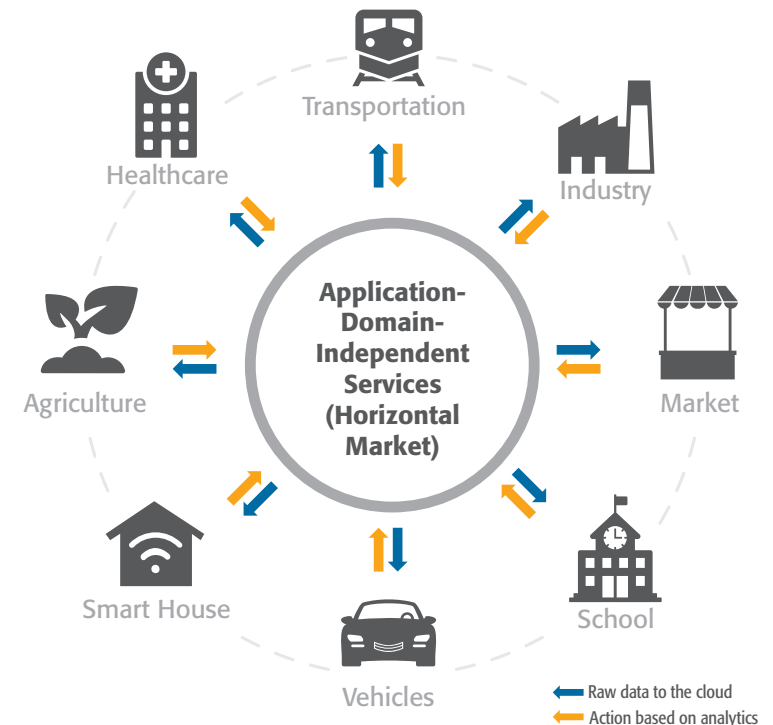 Transportation
Healthcare
Industry
Application-
Domain-
Independent
Services
(Horizontal
Market)
Agriculture
Market
Smart House
School
Vehicles
Raw data to the cloud
Action based on analytics